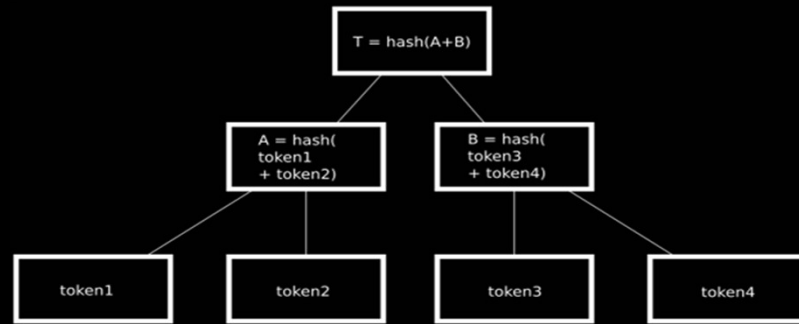 T = hash(A+B)
A = hash(
token1
+ token2)
B = hash(
token3
+ token4)
token1
token2
token3
token4